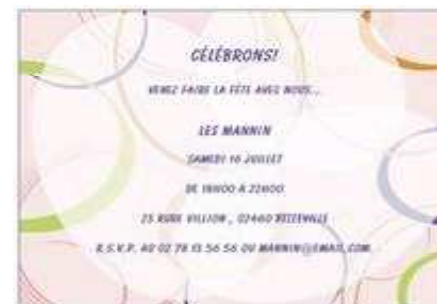 CÉLÉBRONS!
VENEZ FAIRE LA FÊTE AVEC NOUS...
LES MANNIN
SAMEDI 16 JUILLET
DE 18H00 À 22H00
25 VILLION, 02460
R.S.V.P. AU 02 78 15 56 56 OU MANNIN@EMAIL.COM